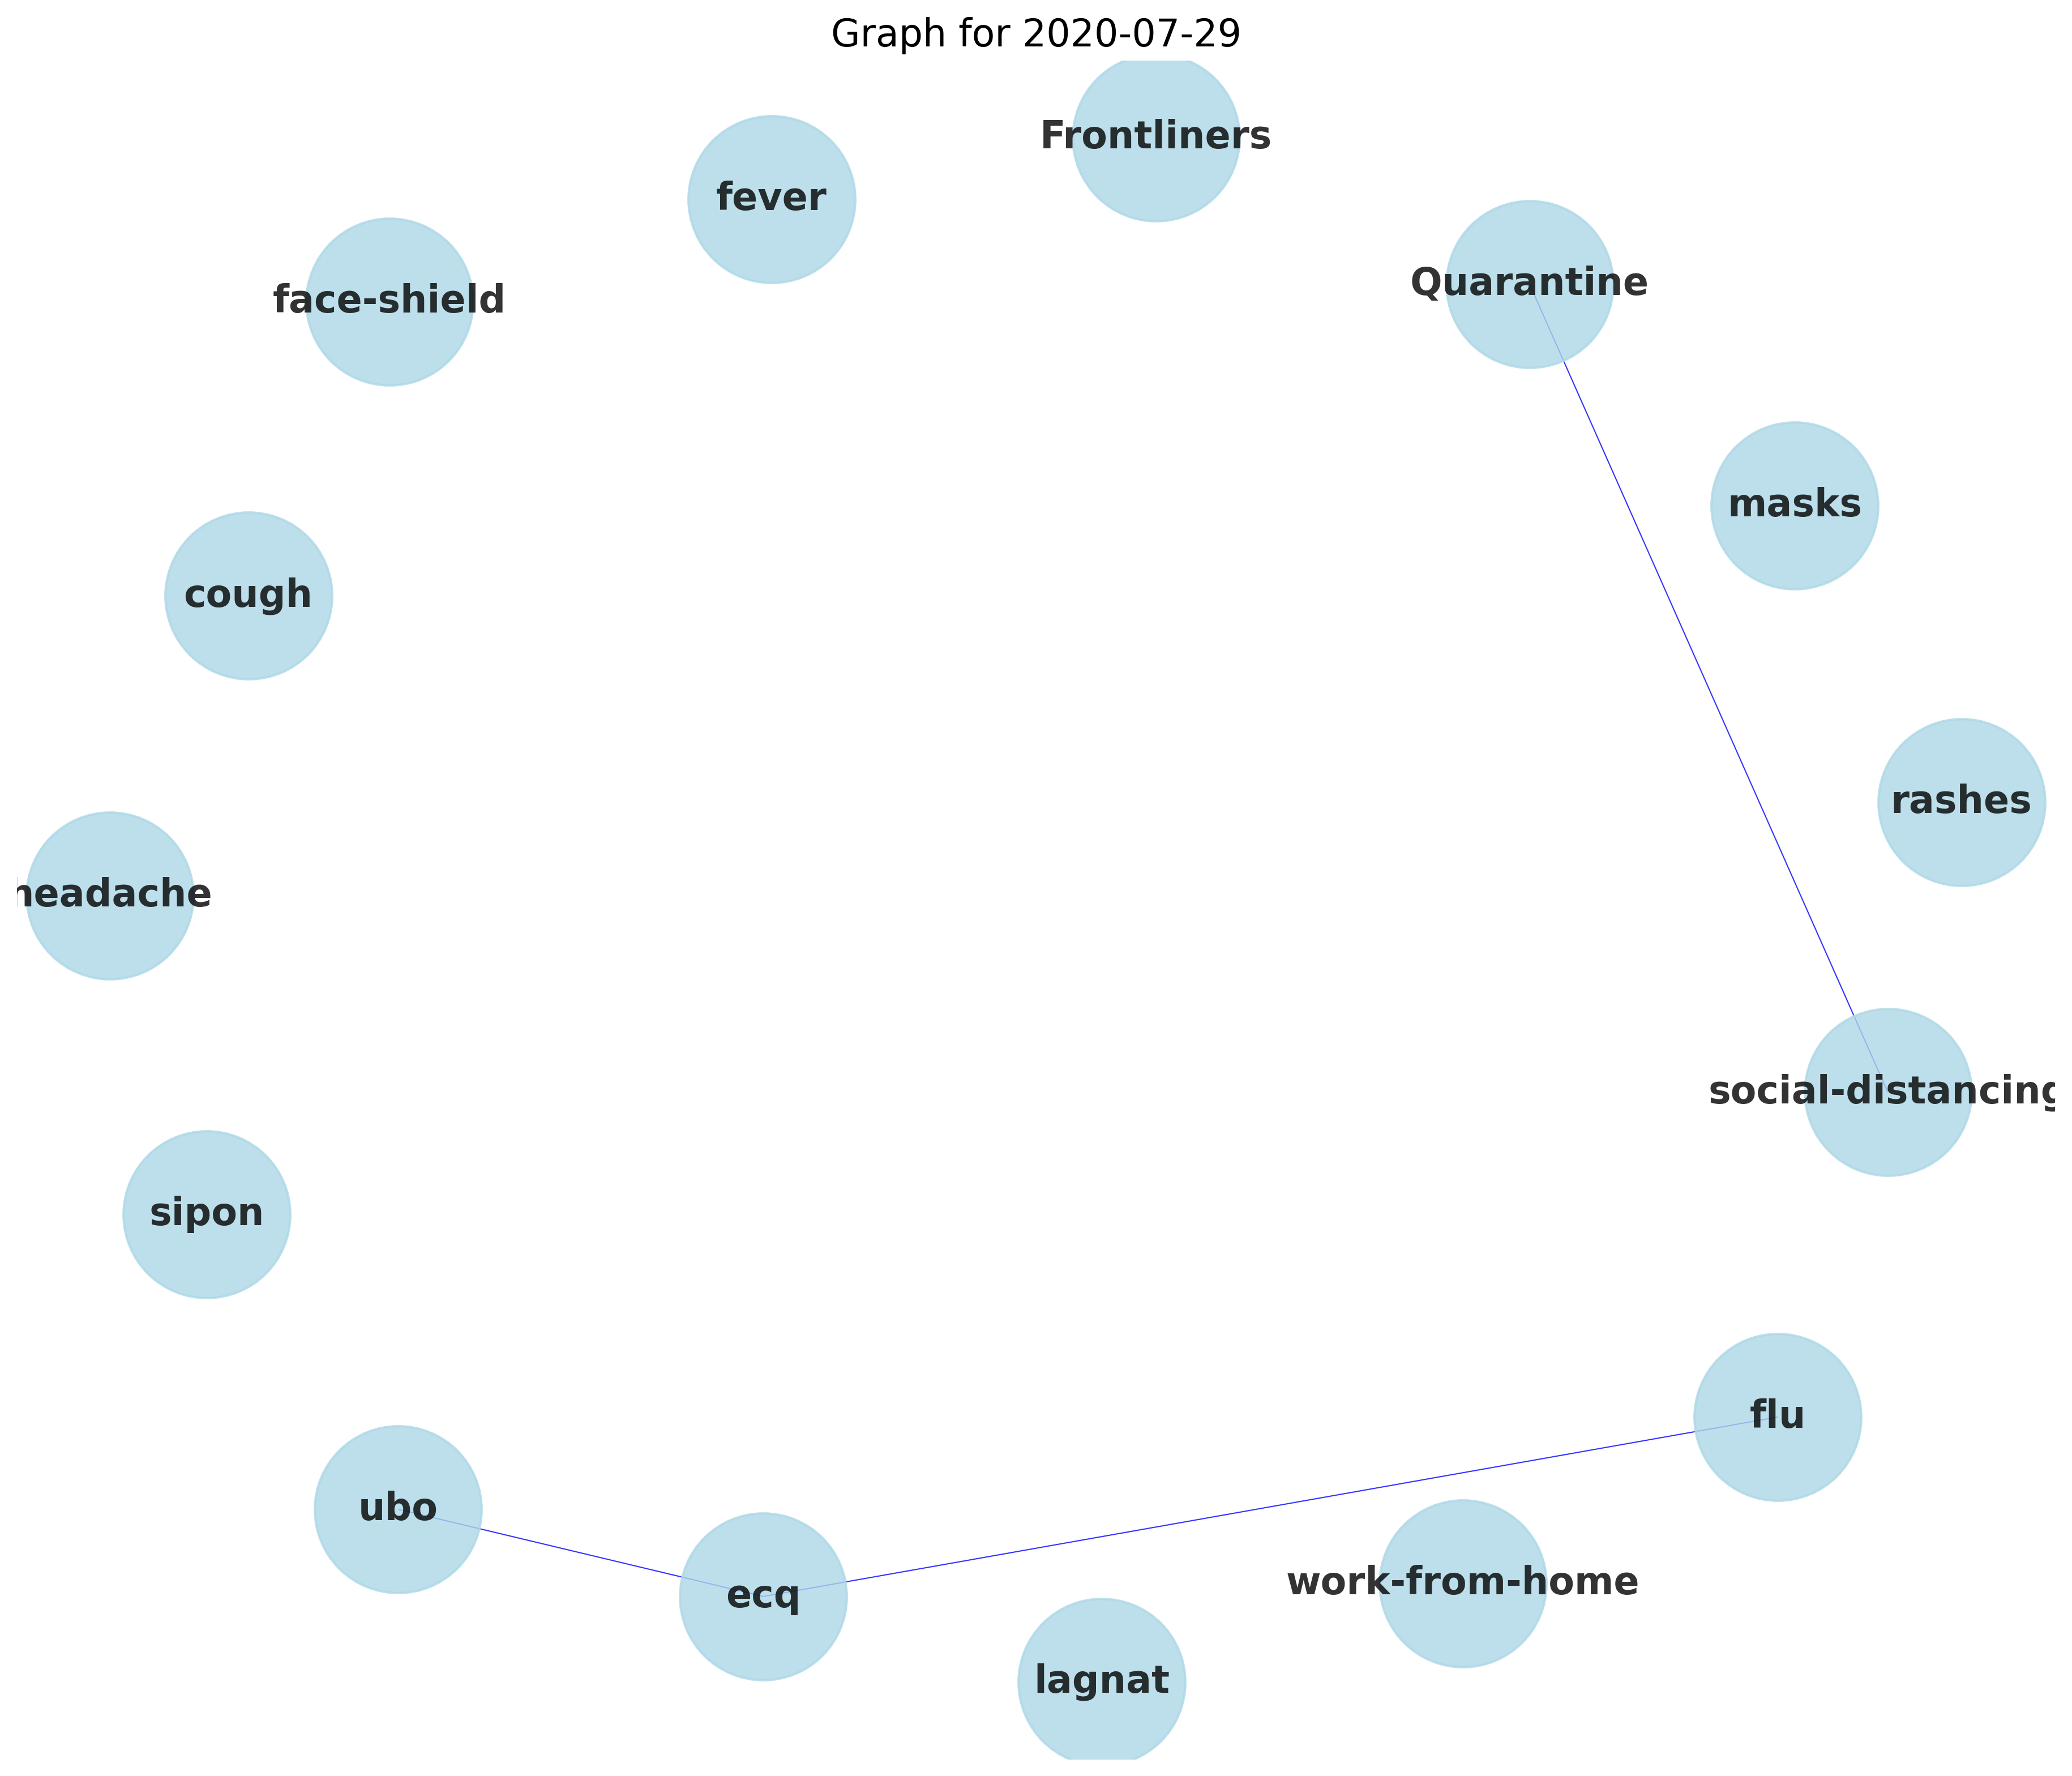 Graph for 2020-07-29
Frontliners
fever
Quarantine
face-shield
masks
cough
rashes
headache
social-distancing
sipon
flu
ubo
work-from-home
ecq
lagnat